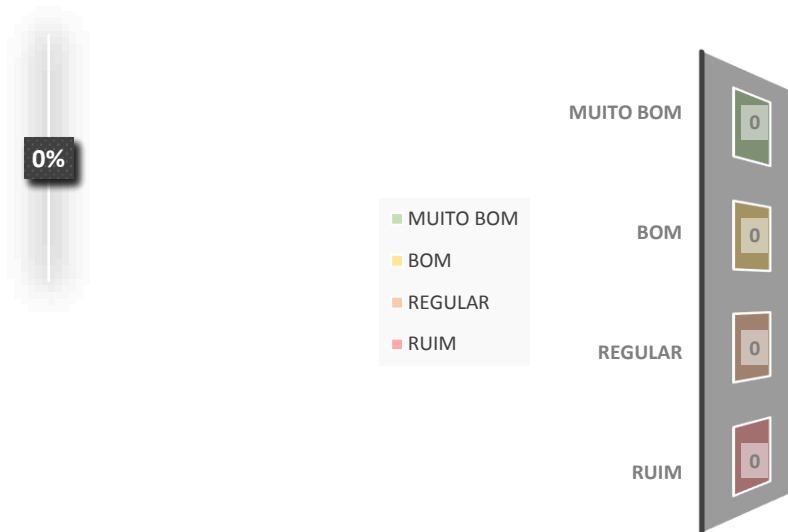 0%
MUITO BOM
BOM
REGULAR
RUIM
MUITO BOM 0
BOM 0
REGULAR 0
RUIM 0